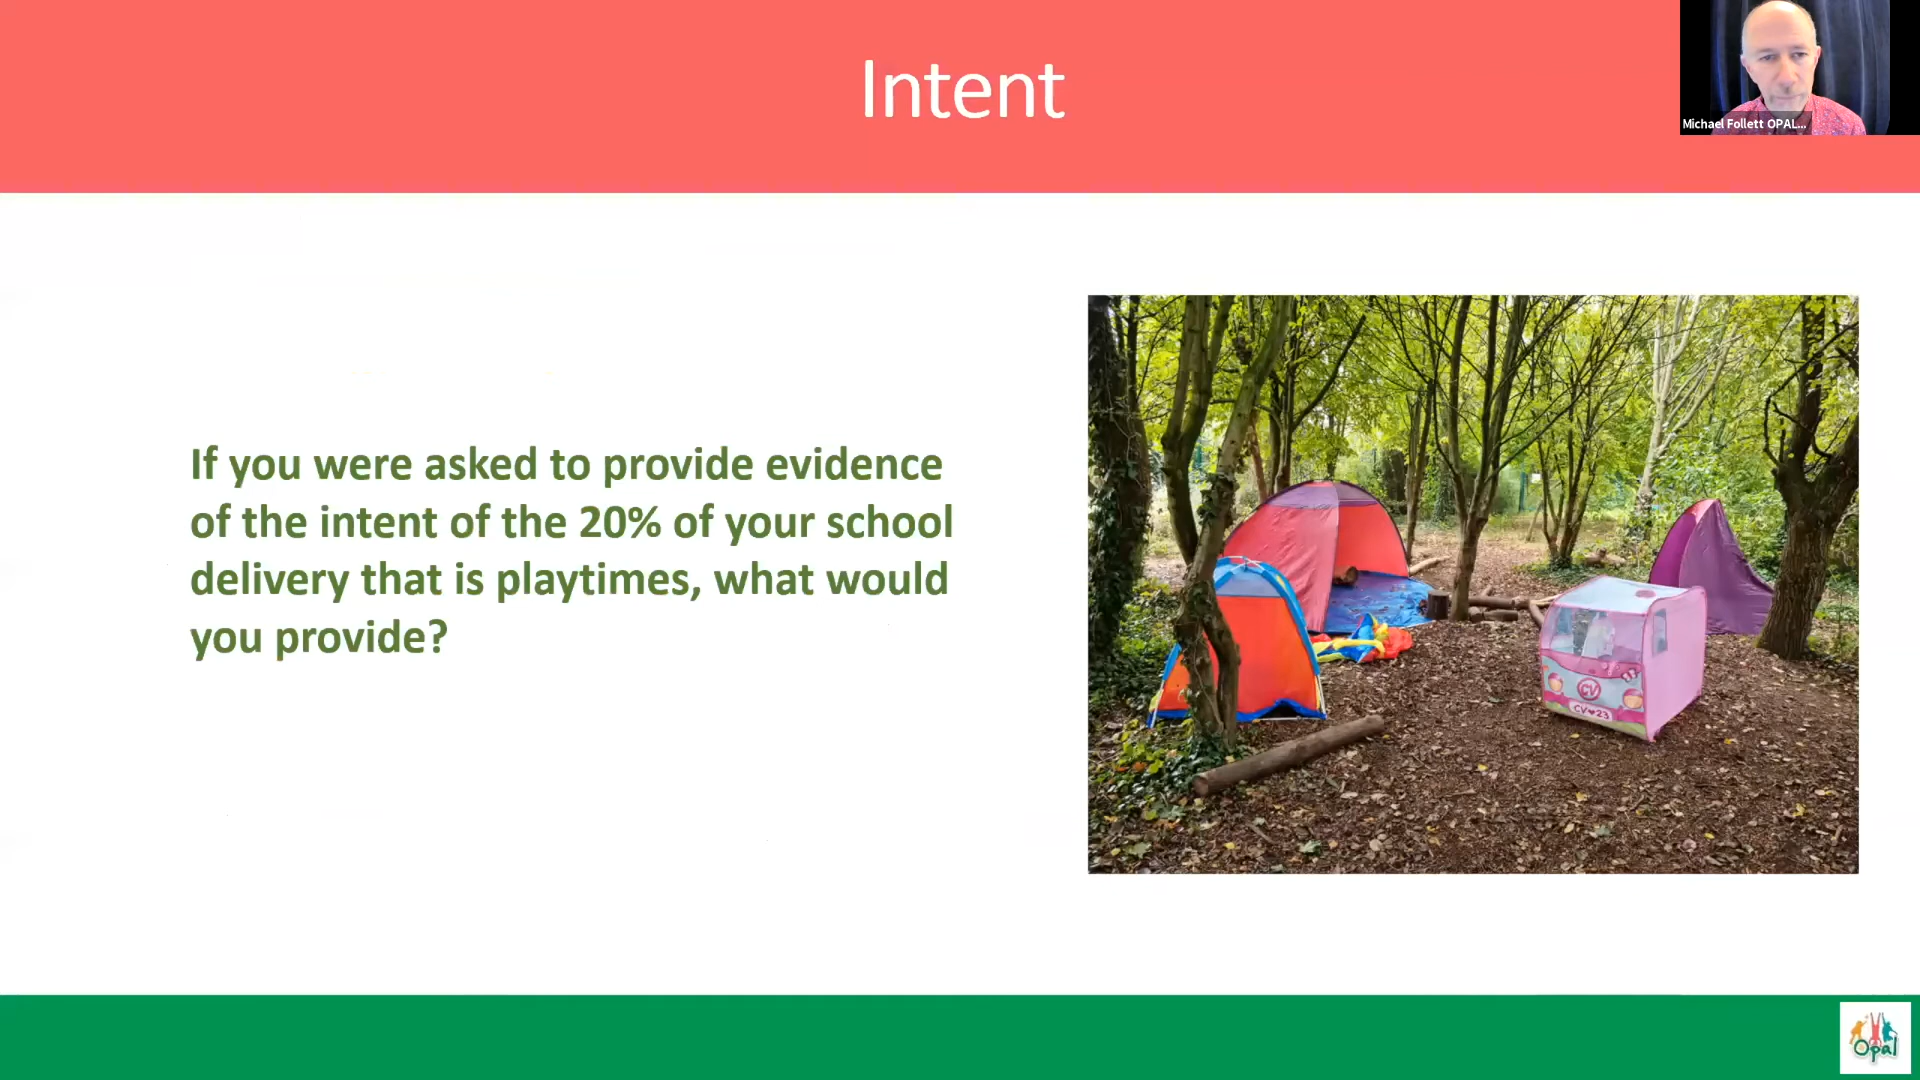 Intent
Michael Follett OPAL...
If you were asked to provide evidence
of the intent of the 20% of your school
delivery that is playtimes, what would
you provide?
CV
CV♥23
Opal